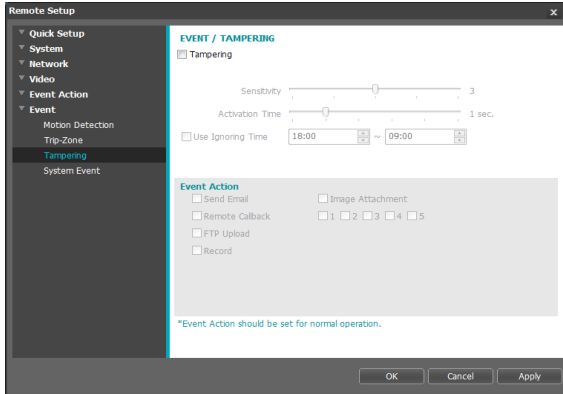 Remote Setup x
Quick Setup
System
Network
Video
Event Action
Event
Motion Detection
Trip-Zone
Tampering
System Event
EVENT / TAMPERING
Tampering
Sensitivity 3
Activation Time 1 sec.
Use Ignoring Time 18:00 ~ 09:00
Event Action
Send Email Image Attachment
Remote Callback 1 2 3 4 5
FTP Upload
Record
*Event Action should be set for normal operation.
OK Cancel Apply